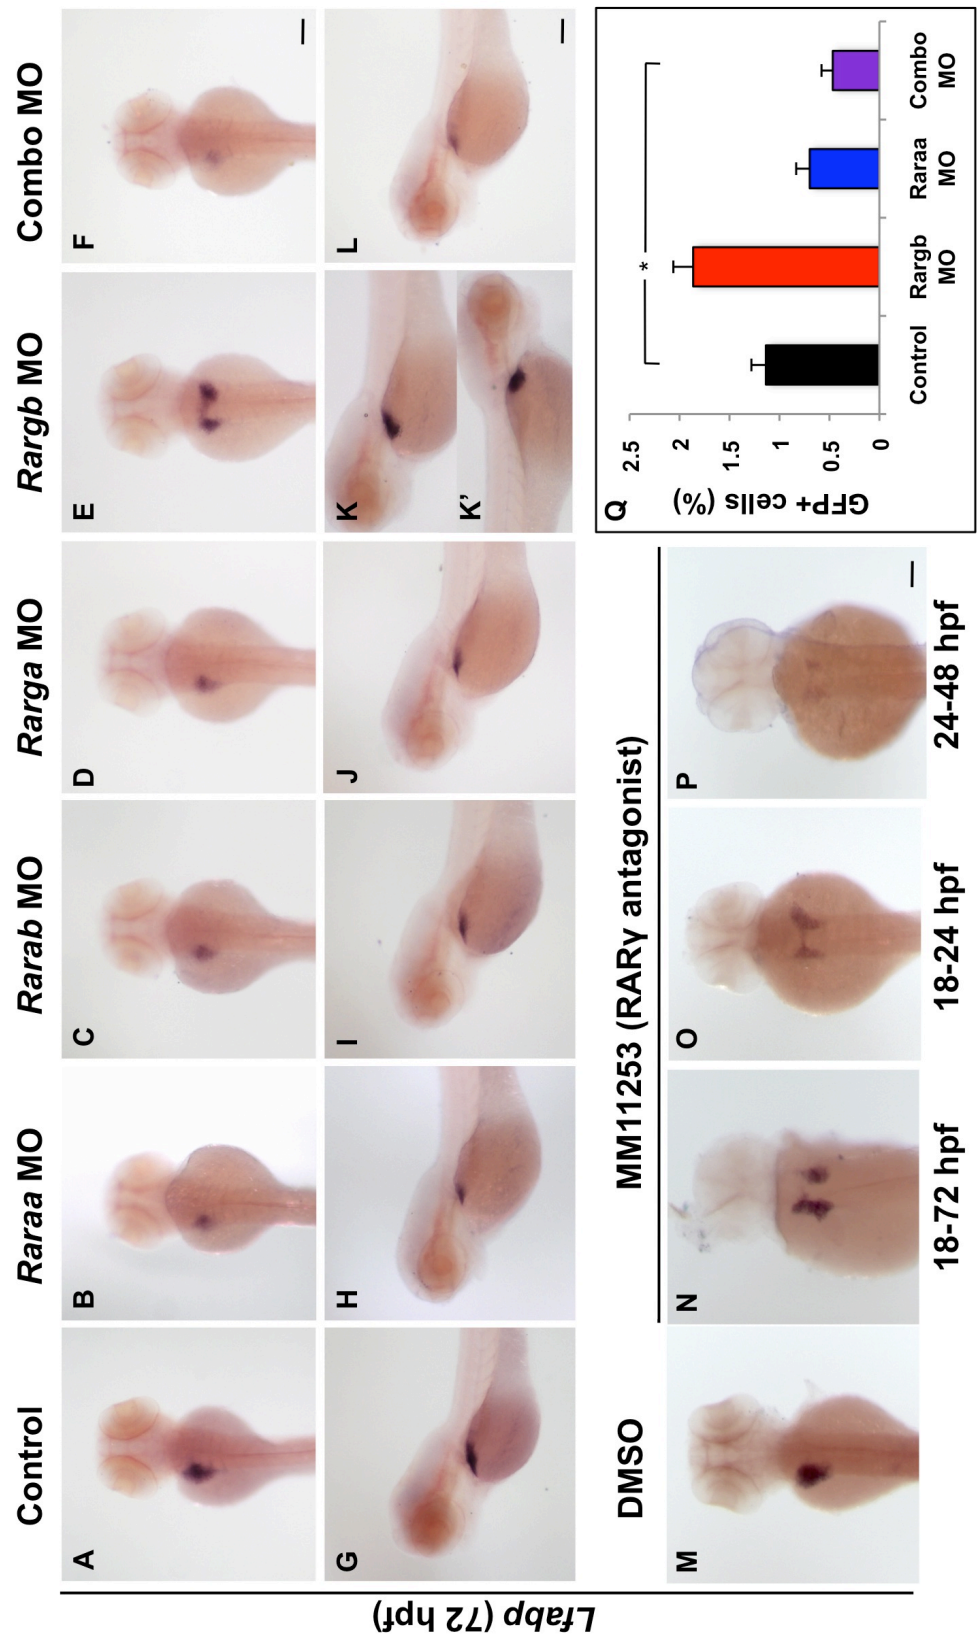 Control
Raraa MO
Rarab MO
Rarga MO
Rargb MO
Combo MO
A
B
C
D
E
F
G
H
I
J
K
K’
L
Lfabp (72 hpf)
DMSO
MM11253 (RARγ antagonist)
M
N
O
P
18-72 hpf
18-24 hpf
24-48 hpf
Q
GFP+ cells (%)
2.5
2
1.5
1
0.5
0
*
Control
Rargb
MO
Raraa
MO
Combo
MO